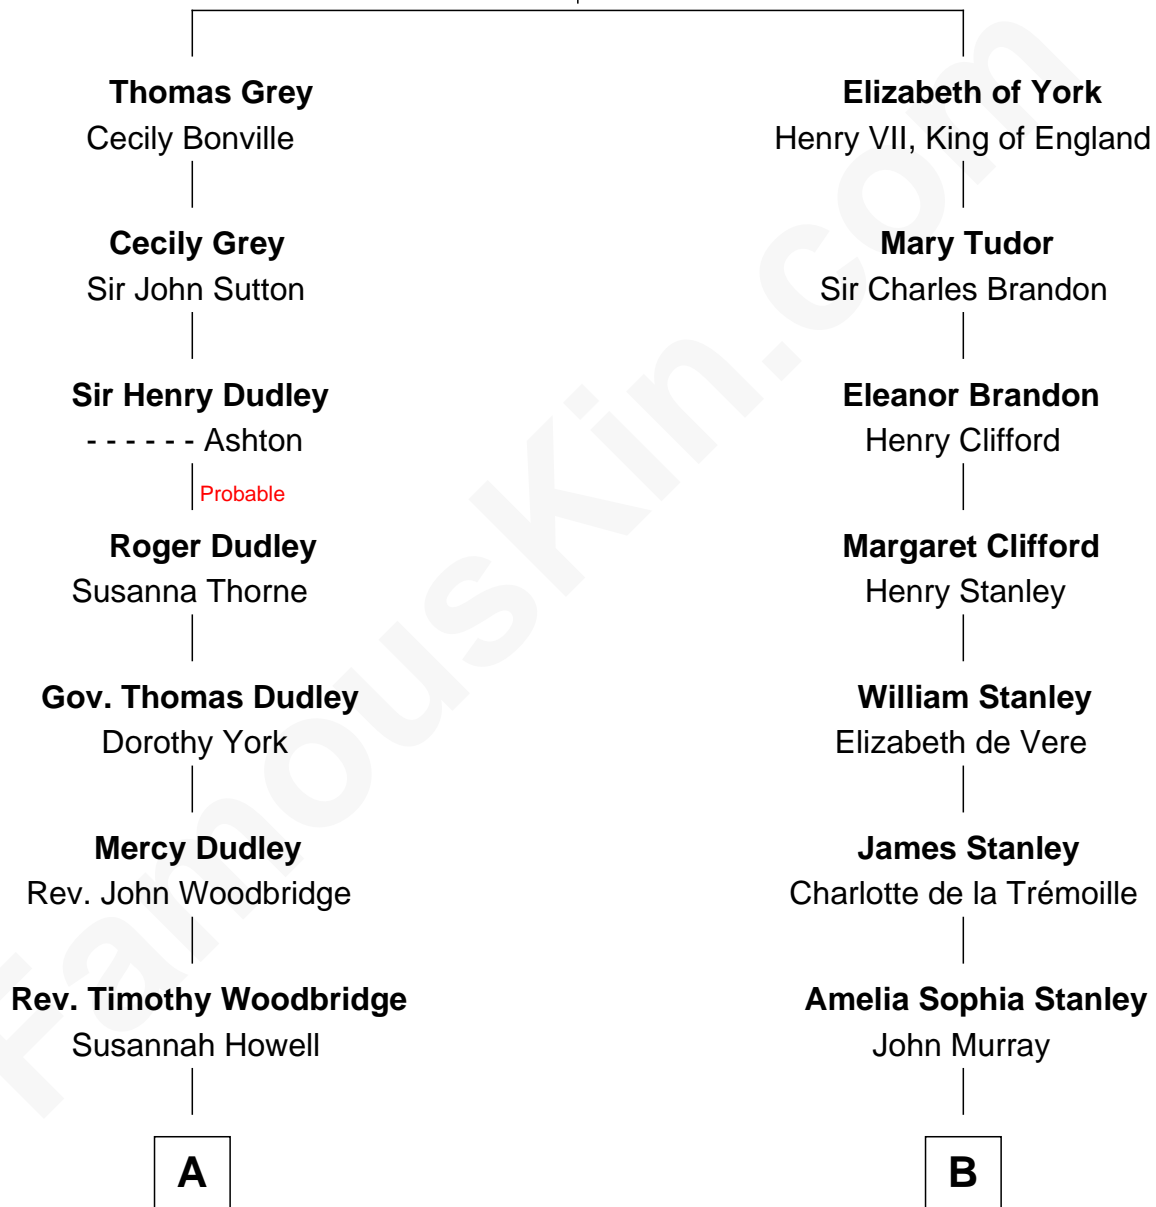 Thomas Grey
Cecily Bonville
Cecily Grey
Sir John Sutton
Sir Henry Dudley
- - - - - - Ashton
Probable
Roger Dudley
Susanna Thorne
Gov. Thomas Dudley
Dorothy York
Mercy Dudley
Rev. John Woodbridge
Rev. Timothy Woodbridge
Susannah Howell
A
Elizabeth of York
Henry VII, King of England
Mary Tudor
Sir Charles Brandon
Eleanor Brandon
Henry Clifford
Margaret Clifford
Henry Stanley
William Stanley
Elizabeth de Vere
James Stanley
Charlotte de la Trémoille
Amelia Sophia Stanley
John Murray
B
FamousKin.com